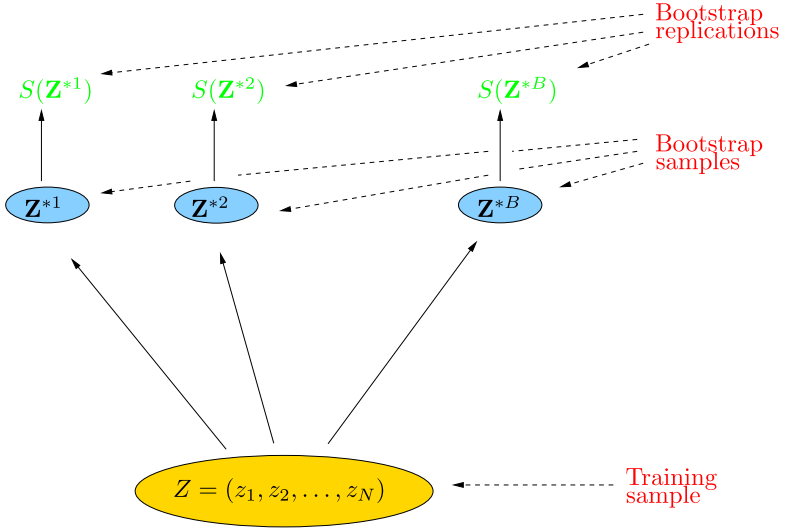 Bootstrap
replications
S(Z*1) S(Z*2) S(Z*B)
Bootstrap
samples
Z*1 Z*2 Z*B
Z = (z1, z2, . . . , zN)
Training
sample